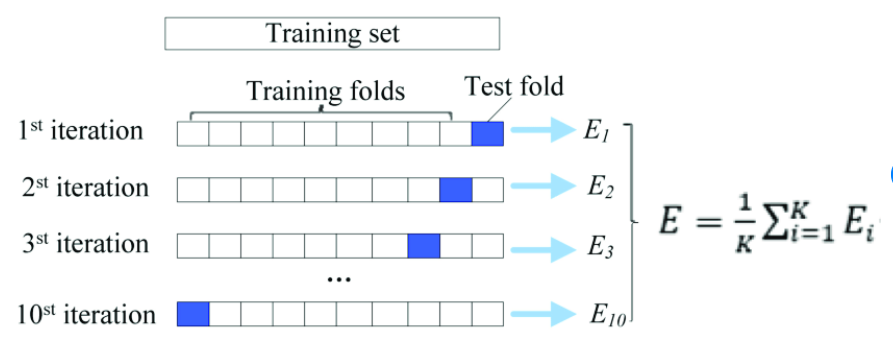 Training set
Training folds Test fold
1st iteration E1
2st iteration E2
3st iteration E3
...
10st iteration E10
E = 1/K ∑_{i=1}^{K} E_i